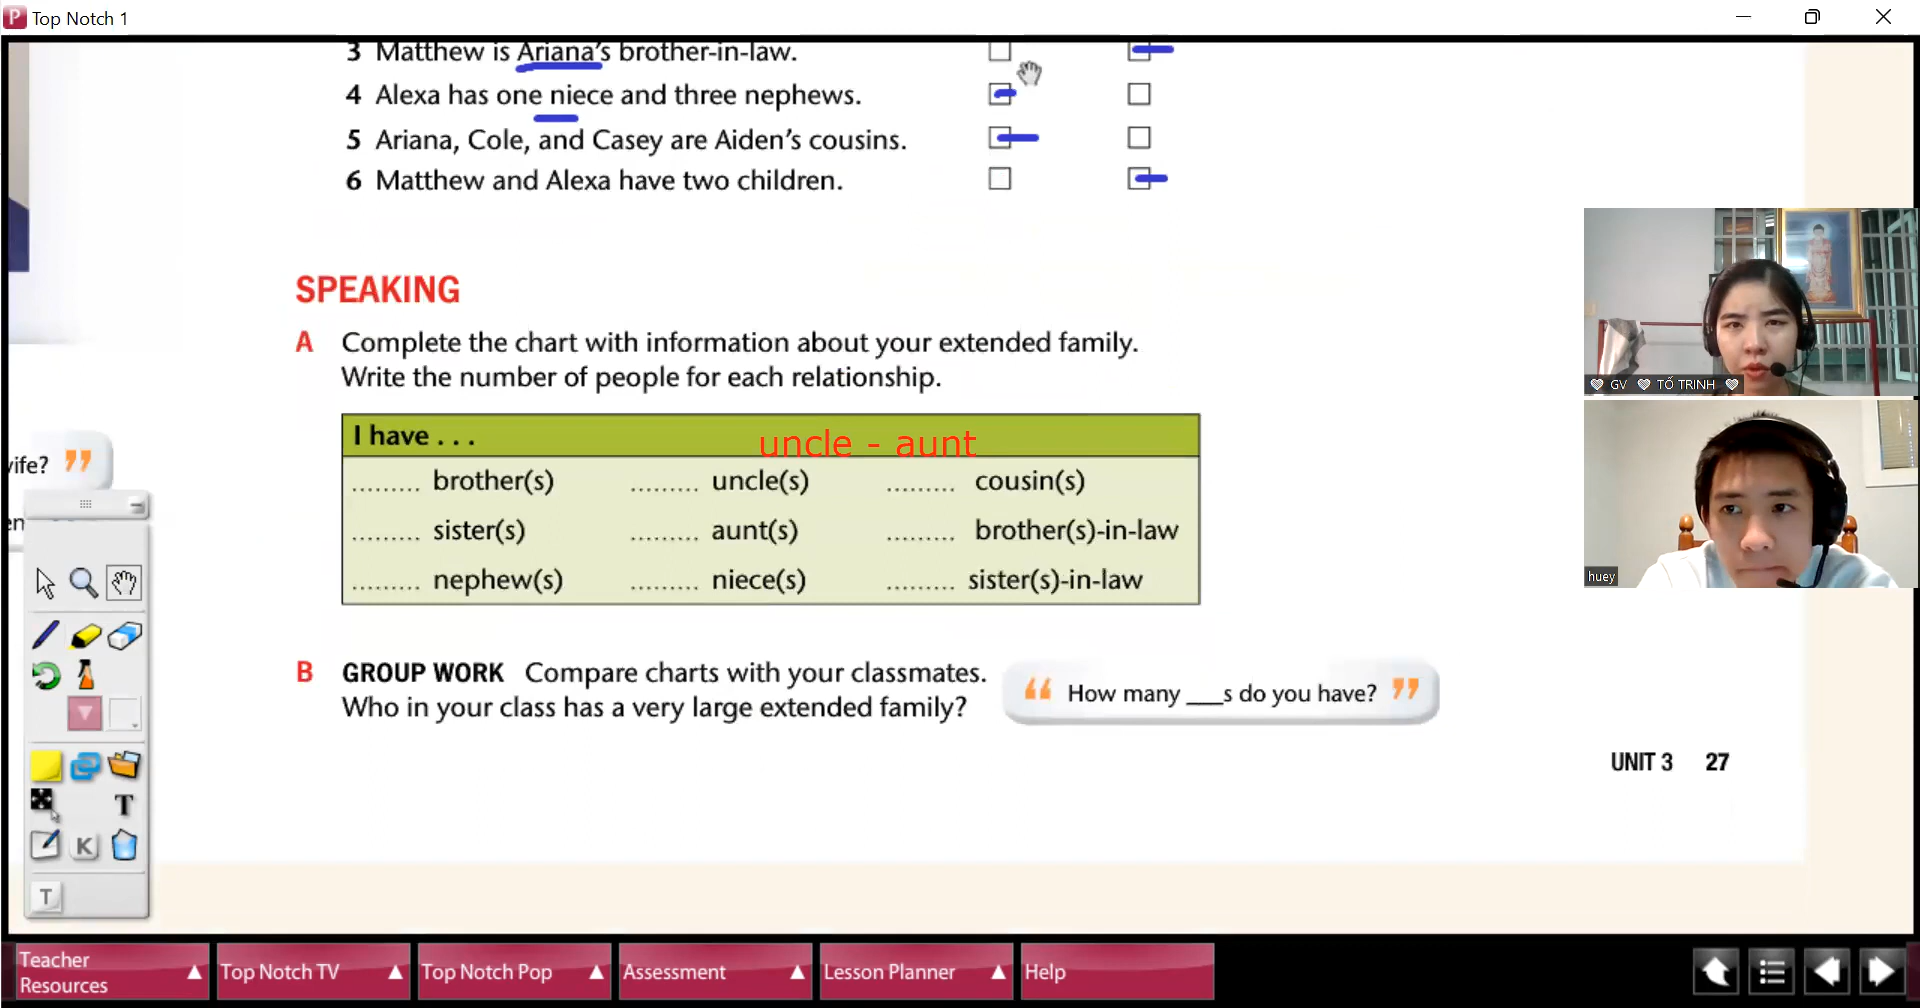 Top Notch 1
3 Matthew is Ariana's brother-in-law.
4 Alexa has one niece and three nephews.
5 Ariana, Cole, and Casey are Aiden's cousins.
6 Matthew and Alexa have two children.
SPEAKING
A Complete the chart with information about your extended family.
Write the number of people for each relationship.
I have . . .
uncle - aunt
......... brother(s) ......... uncle(s) ......... cousin(s)
......... sister(s) ......... aunt(s) ......... brother(s)-in-law
......... nephew(s) ......... niece(s) ......... sister(s)-in-law
B GROUP WORK Compare charts with your classmates.
Who in your class has a very large extended family?
“ How many ___s do you have? ”
UNIT 3 27
vife? ”
en
GV TỐ TRINH
huey
T
K
T
Teacher
Resources
Top Notch TV
Top Notch Pop
Assessment
Lesson Planner
Help